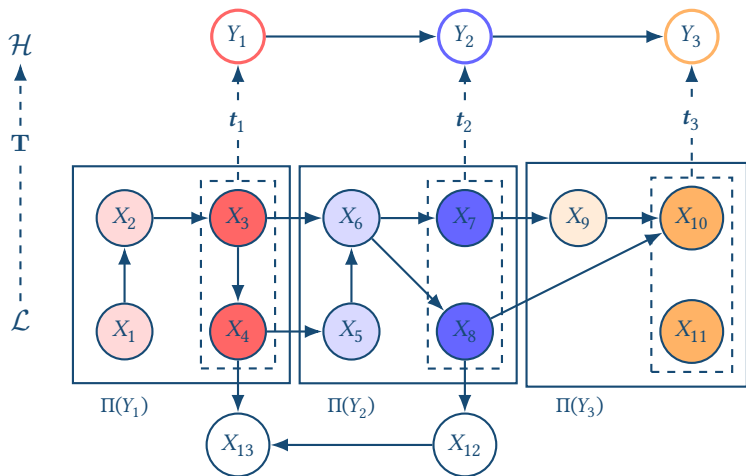 ℋ Y₁ Y₂ Y₃
T 𝒕₁ 𝒕₂ 𝒕₃
X₂ X₃ X₆ X₇ X₉ X₁₀
ℒ X₁ X₄ X₅ X₈ X₁₁
Π(Y₁) Π(Y₂) Π(Y₃)
X₁₃ X₁₂